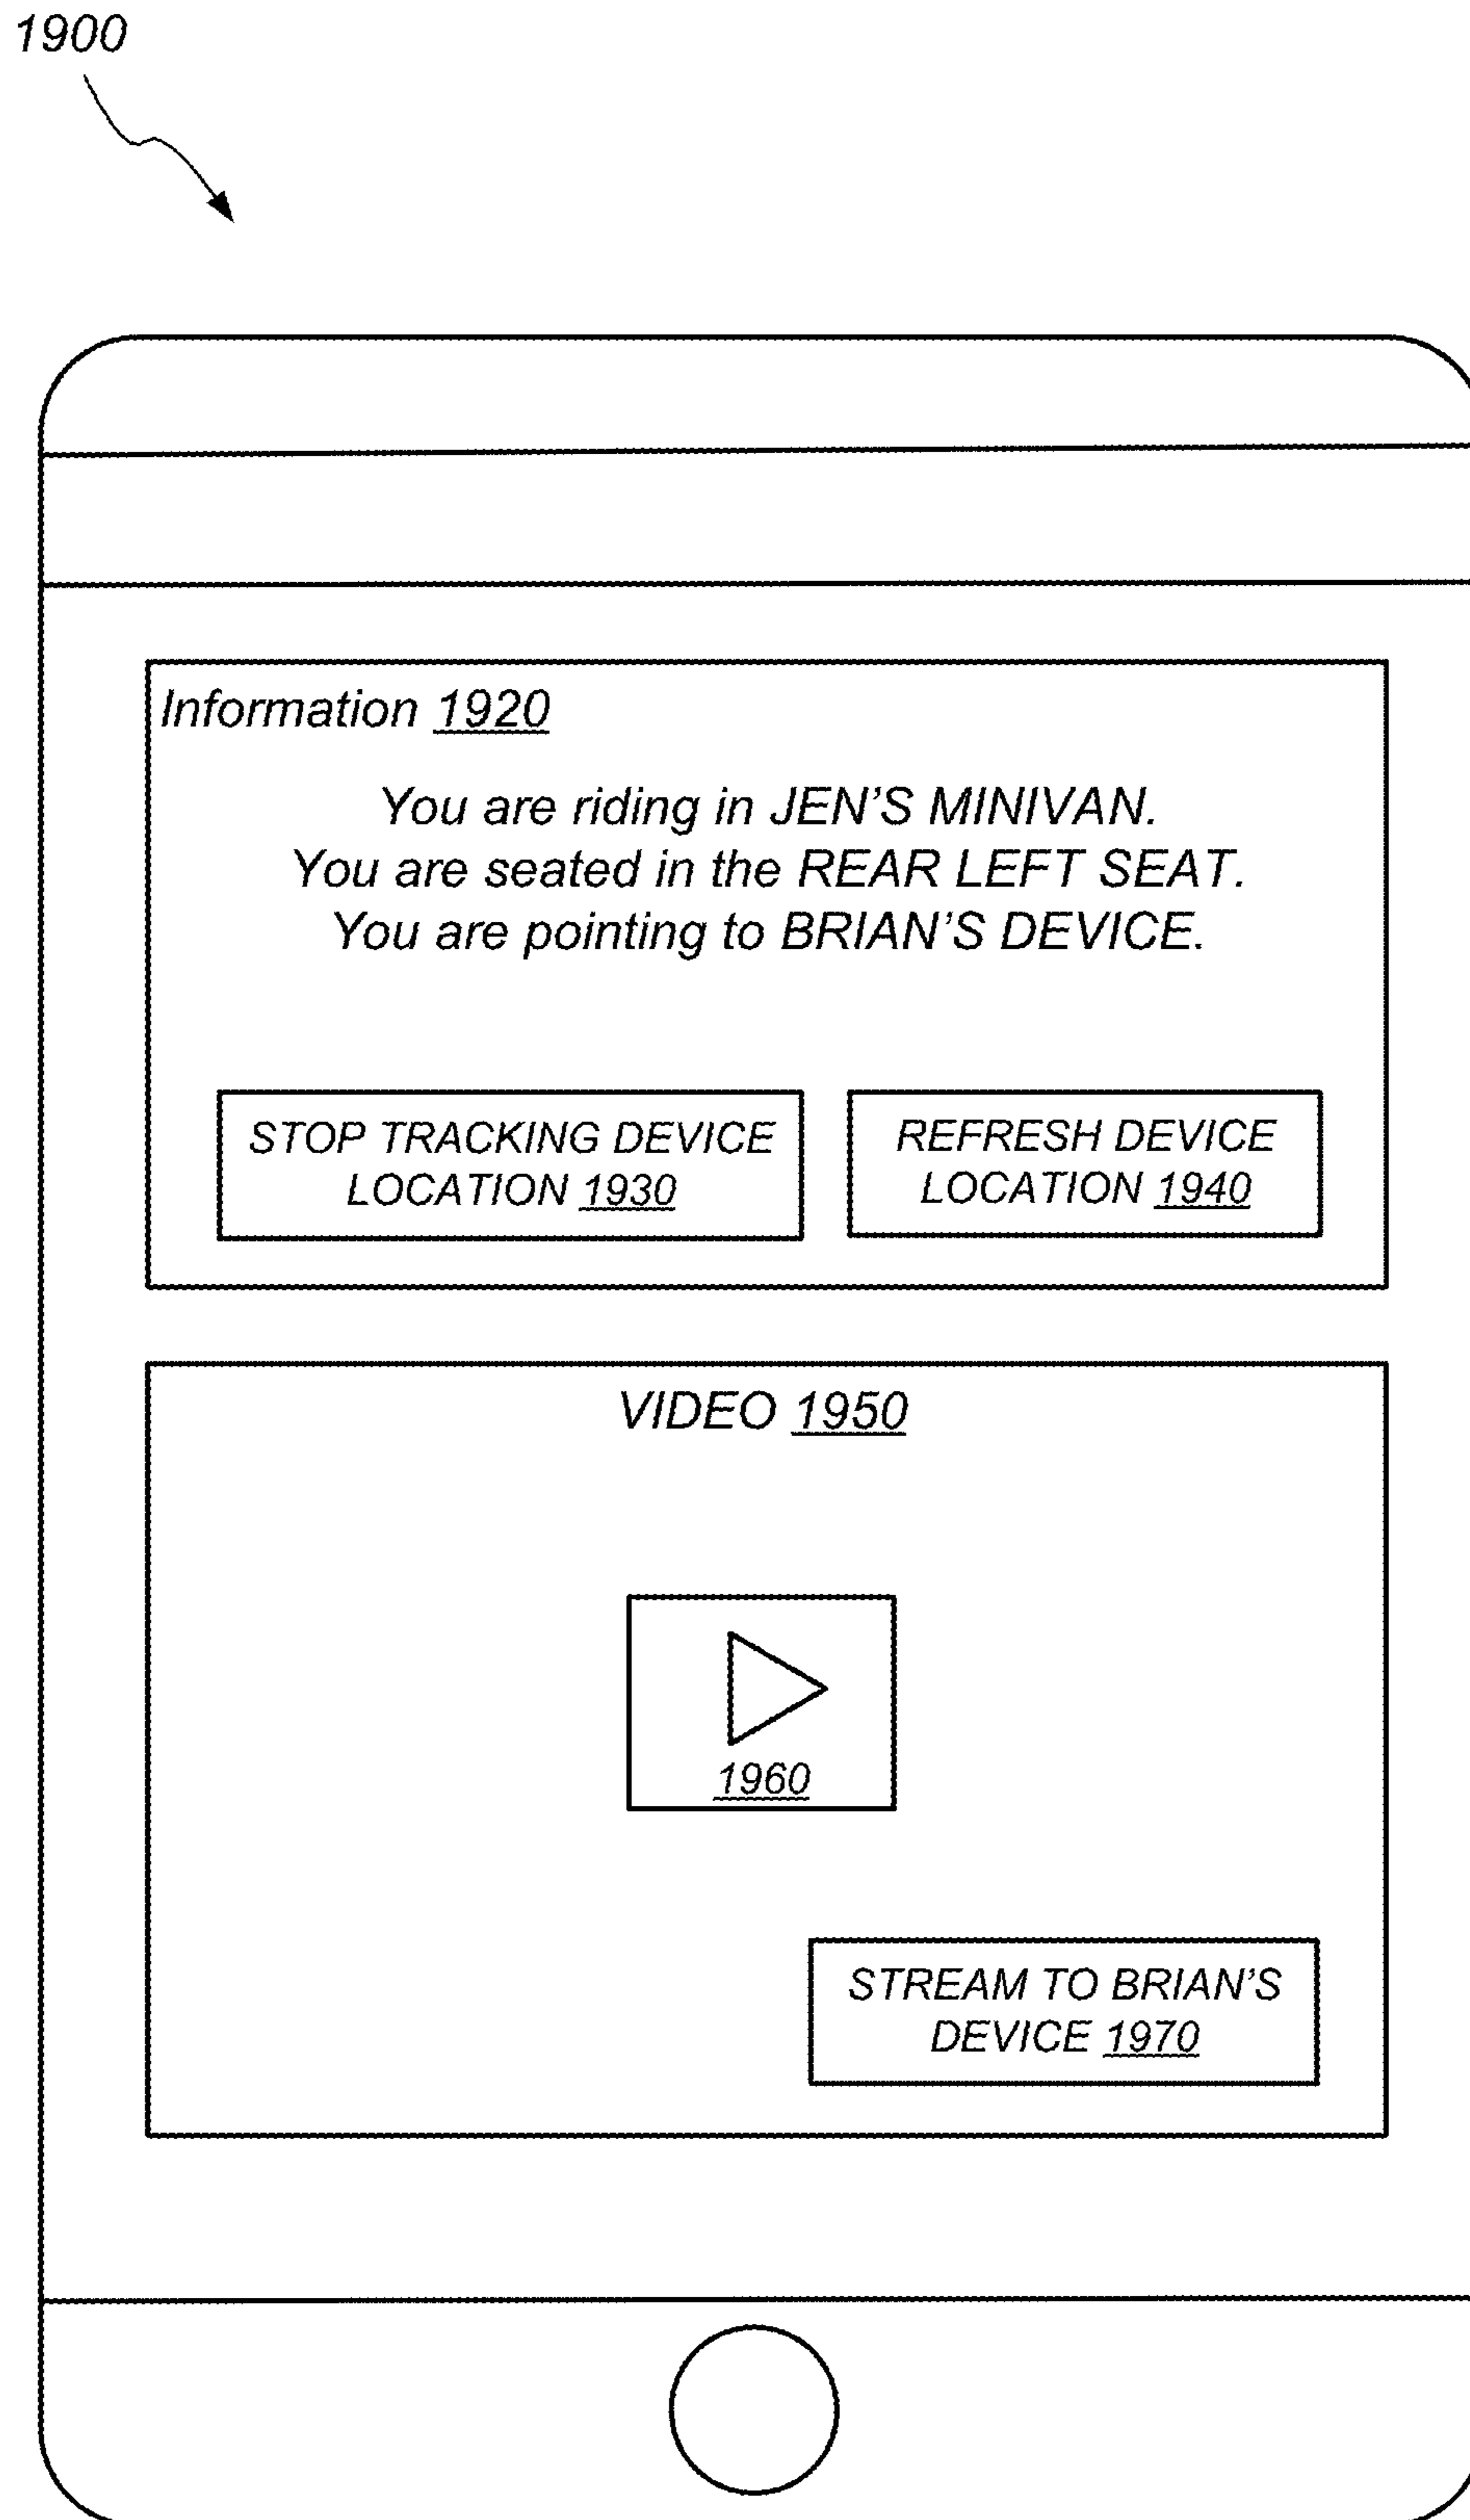 1900
Information 1920
You are riding in JEN'S MINIVAN.
You are seated in the REAR LEFT SEAT.
You are pointing to BRIAN'S DEVICE.
STOP TRACKING DEVICE
LOCATION 1930
REFRESH DEVICE
LOCATION 1940
VIDEO 1950
1960
STREAM TO BRIAN'S
DEVICE 1970